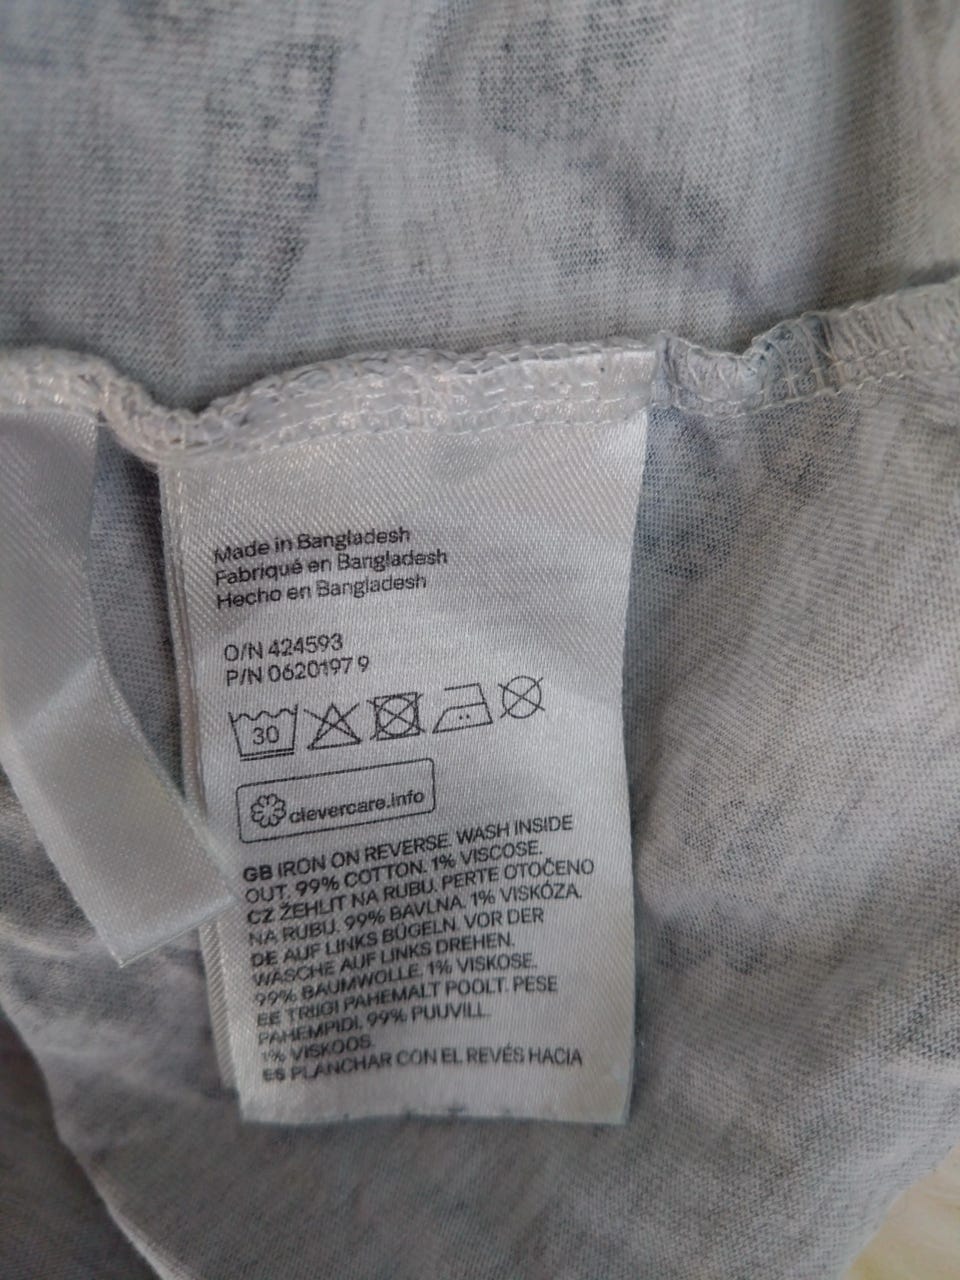 Made in Bangladesh
Fabriqué en Bangladesh
Hecho en Bangladesh
O/N 424593
P/N 0620197 9
30
clevercare.info
GB IRON ON REVERSE. WASH INSIDE
OUT. 99% COTTON. 1% VISCOSE.
CZ ŽEHLIT NA RUBU. PERTE OTOČENO
NA RUBU. 99% BAVLNA. 1% VISKÓZA.
DE AUF LINKS BÜGELN. VOR DER
WÄSCHE AUF LINKS DREHEN.
99% BAUMWOLLE. 1% VISKOSE.
EE TRIIGI PAHEMALT POOLT. PESE
PAHEMPIDI. 99% PUUVILL.
1% VISKOOS.
ES PLANCHAR CON EL REVÉS HACIA